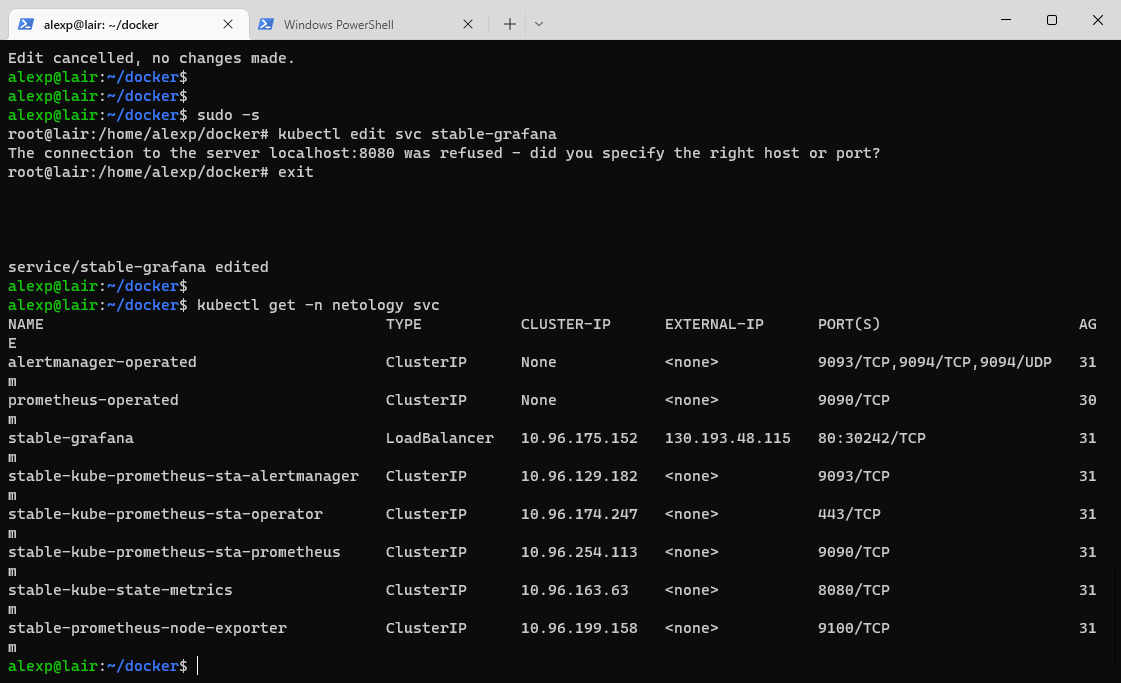 alexp@lair: ~/docker
Windows PowerShell
Edit cancelled, no changes made.
alexp@lair:~/docker$
alexp@lair:~/docker$
alexp@lair:~/docker$ sudo -s
root@lair:/home/alexp/docker# kubectl edit svc stable-grafana
The connection to the server localhost:8080 was refused - did you specify the right host or port?
root@lair:/home/alexp/docker# exit
service/stable-grafana edited
alexp@lair:~/docker$
alexp@lair:~/docker$ kubectl get -n netology svc
NAME TYPE CLUSTER-IP EXTERNAL-IP PORT(S) AG
E
alertmanager-operated ClusterIP None <none> 9093/TCP,9094/TCP,9094/UDP 31
m
prometheus-operated ClusterIP None <none> 9090/TCP 30
m
stable-grafana LoadBalancer 10.96.175.152 130.193.48.115 80:30242/TCP 31
m
stable-kube-prometheus-sta-alertmanager ClusterIP 10.96.129.182 <none> 9093/TCP 31
m
stable-kube-prometheus-sta-operator ClusterIP 10.96.174.247 <none> 443/TCP 31
m
stable-kube-prometheus-sta-prometheus ClusterIP 10.96.254.113 <none> 9090/TCP 31
m
stable-kube-state-metrics ClusterIP 10.96.163.63 <none> 8080/TCP 31
m
stable-prometheus-node-exporter ClusterIP 10.96.199.158 <none> 9100/TCP 31
m
alexp@lair:~/docker$